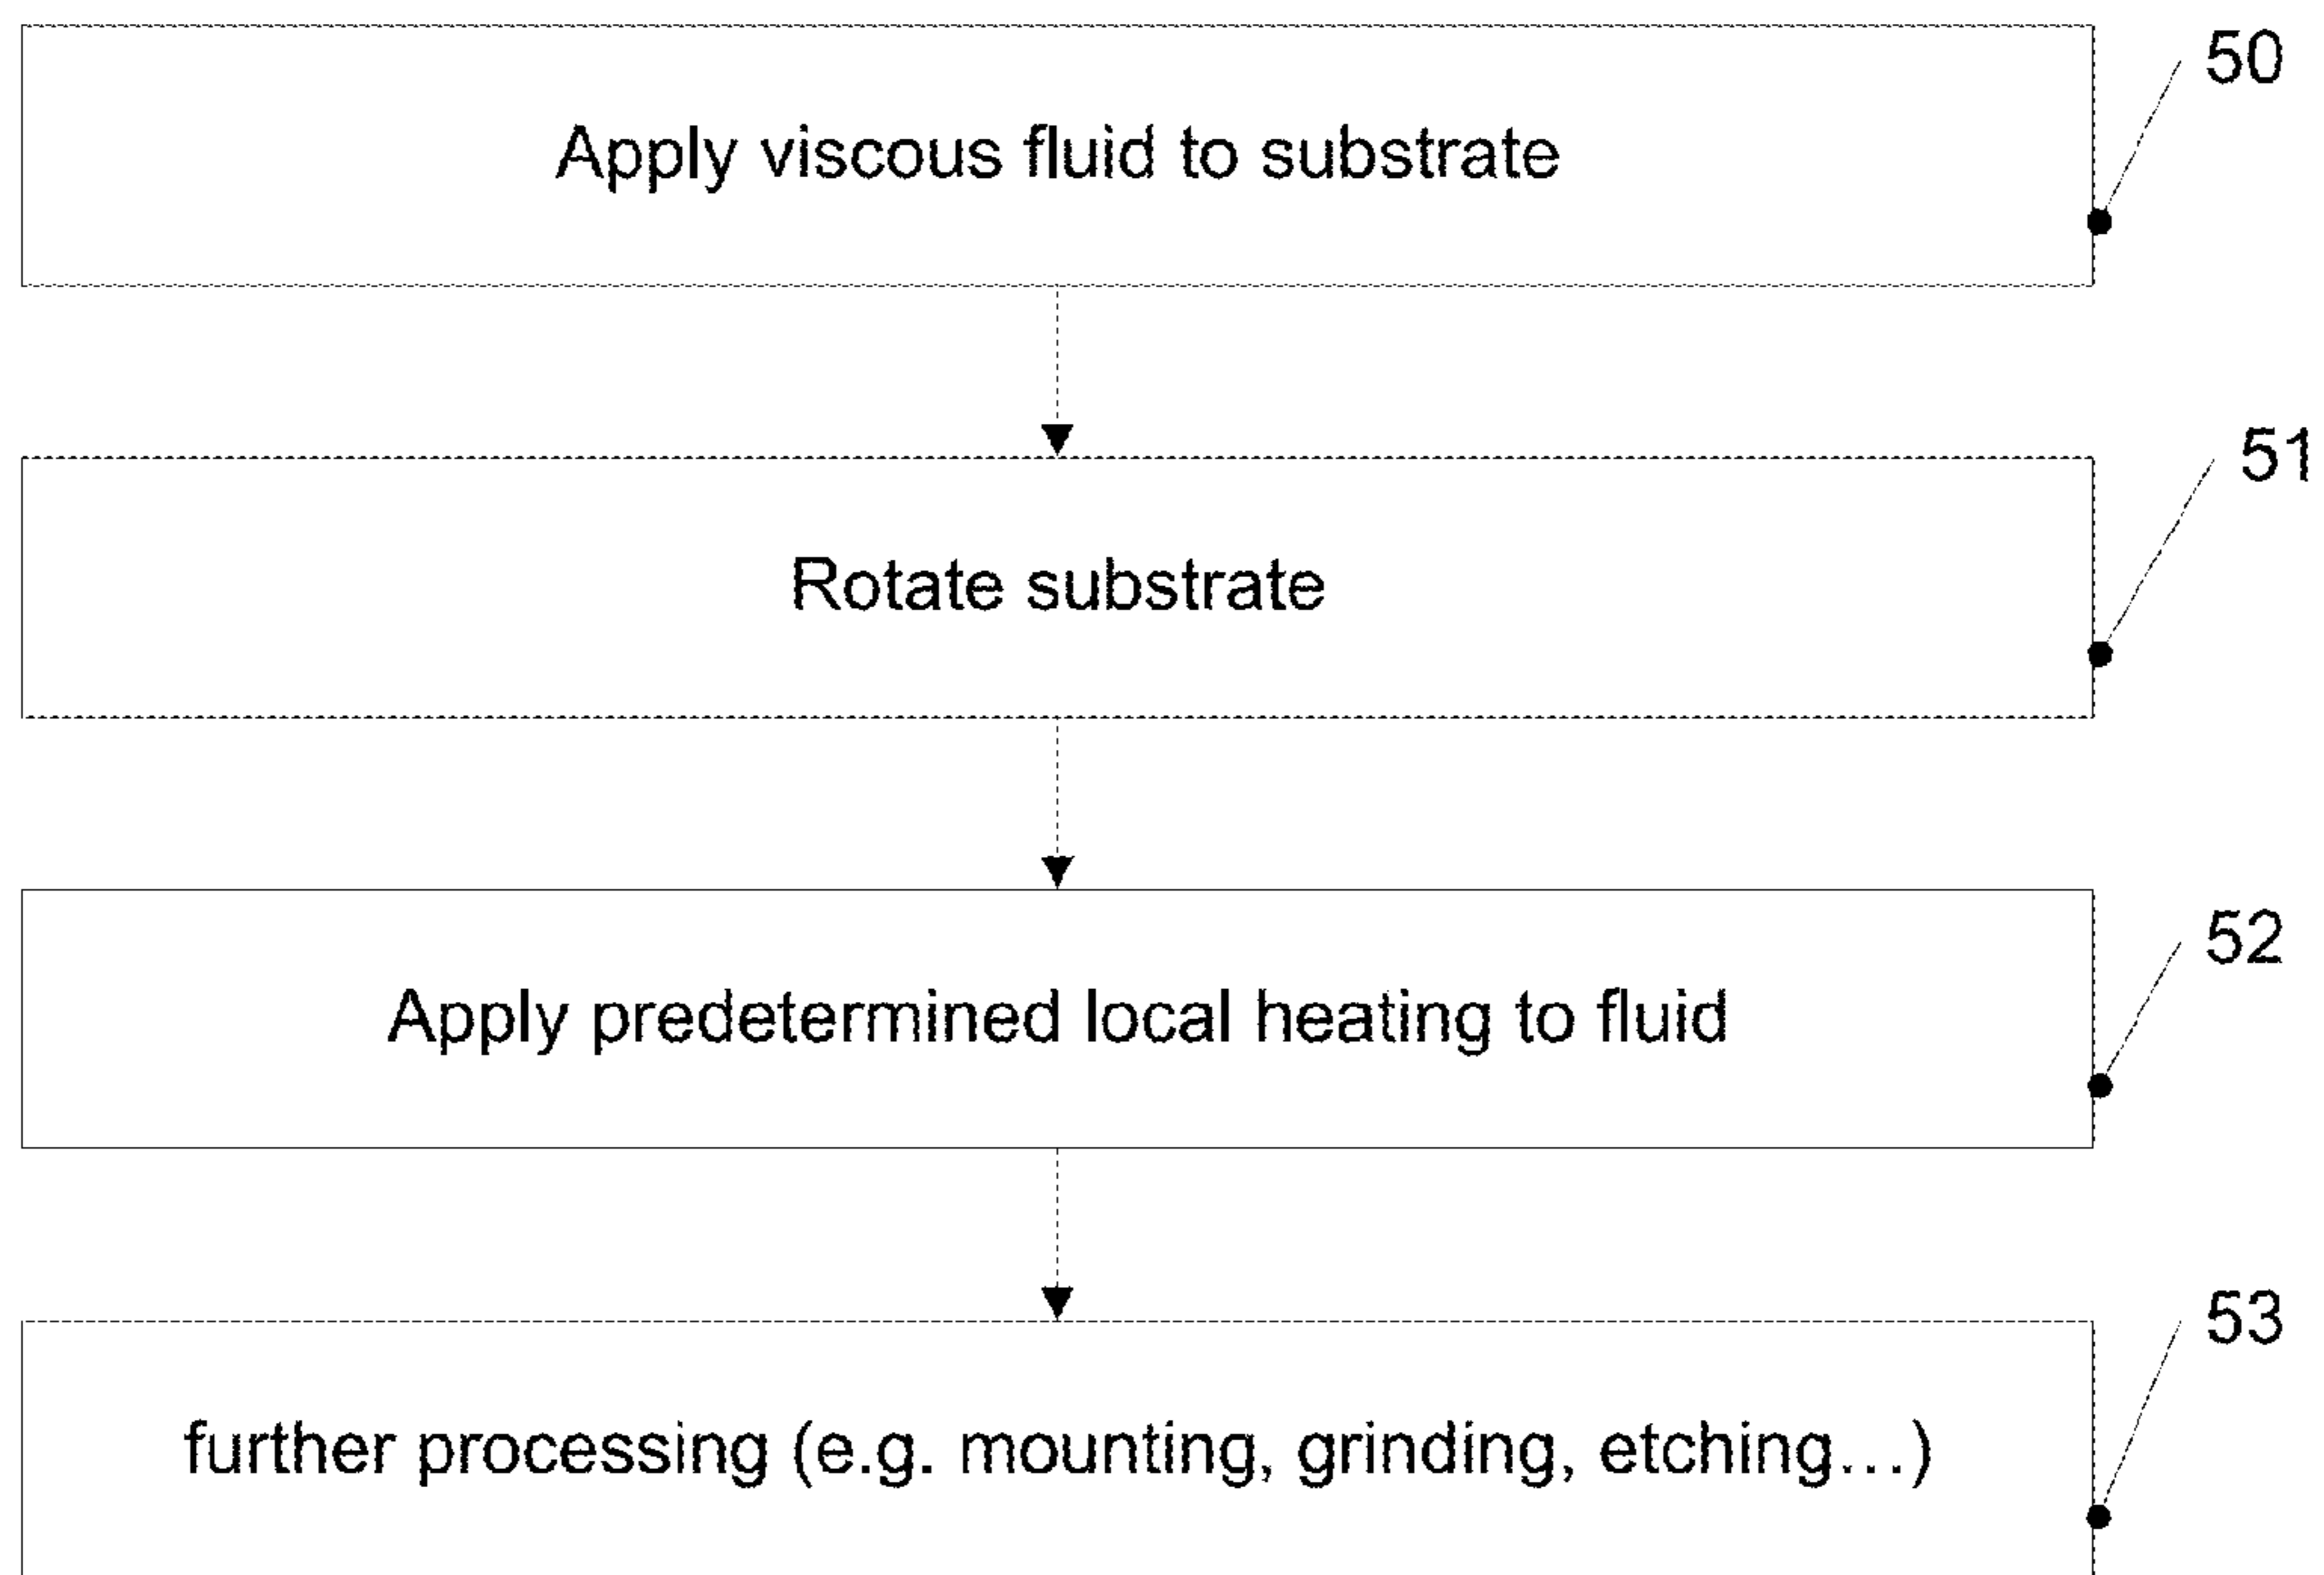 50
Apply viscous fluid to substrate
51
Rotate substrate
52
Apply predetermined local heating to fluid
53
further processing (e.g. mounting, grinding, etching...)